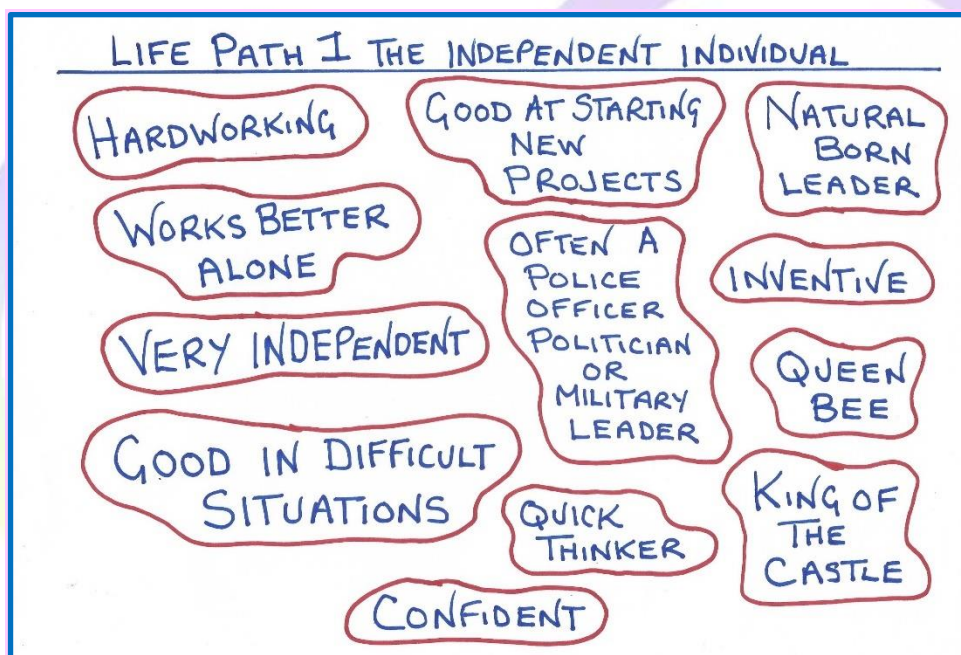 LIFE PATH 1 THE INDEPENDENT INDIVIDUAL
HARDWORKING
GOOD AT STARTING
NEW
PROJECTS
NATURAL
BORN
LEADER
WORKS BETTER
ALONE
OFTEN A
POLICE
OFFICER
POLITICIAN
OR
MILITARY
LEADER
INVENTIVE
VERY INDEPENDENT
QUEEN
BEE
GOOD IN DIFFICULT
SITUATIONS
QUICK
THINKER
KING OF
THE
CASTLE
CONFIDENT